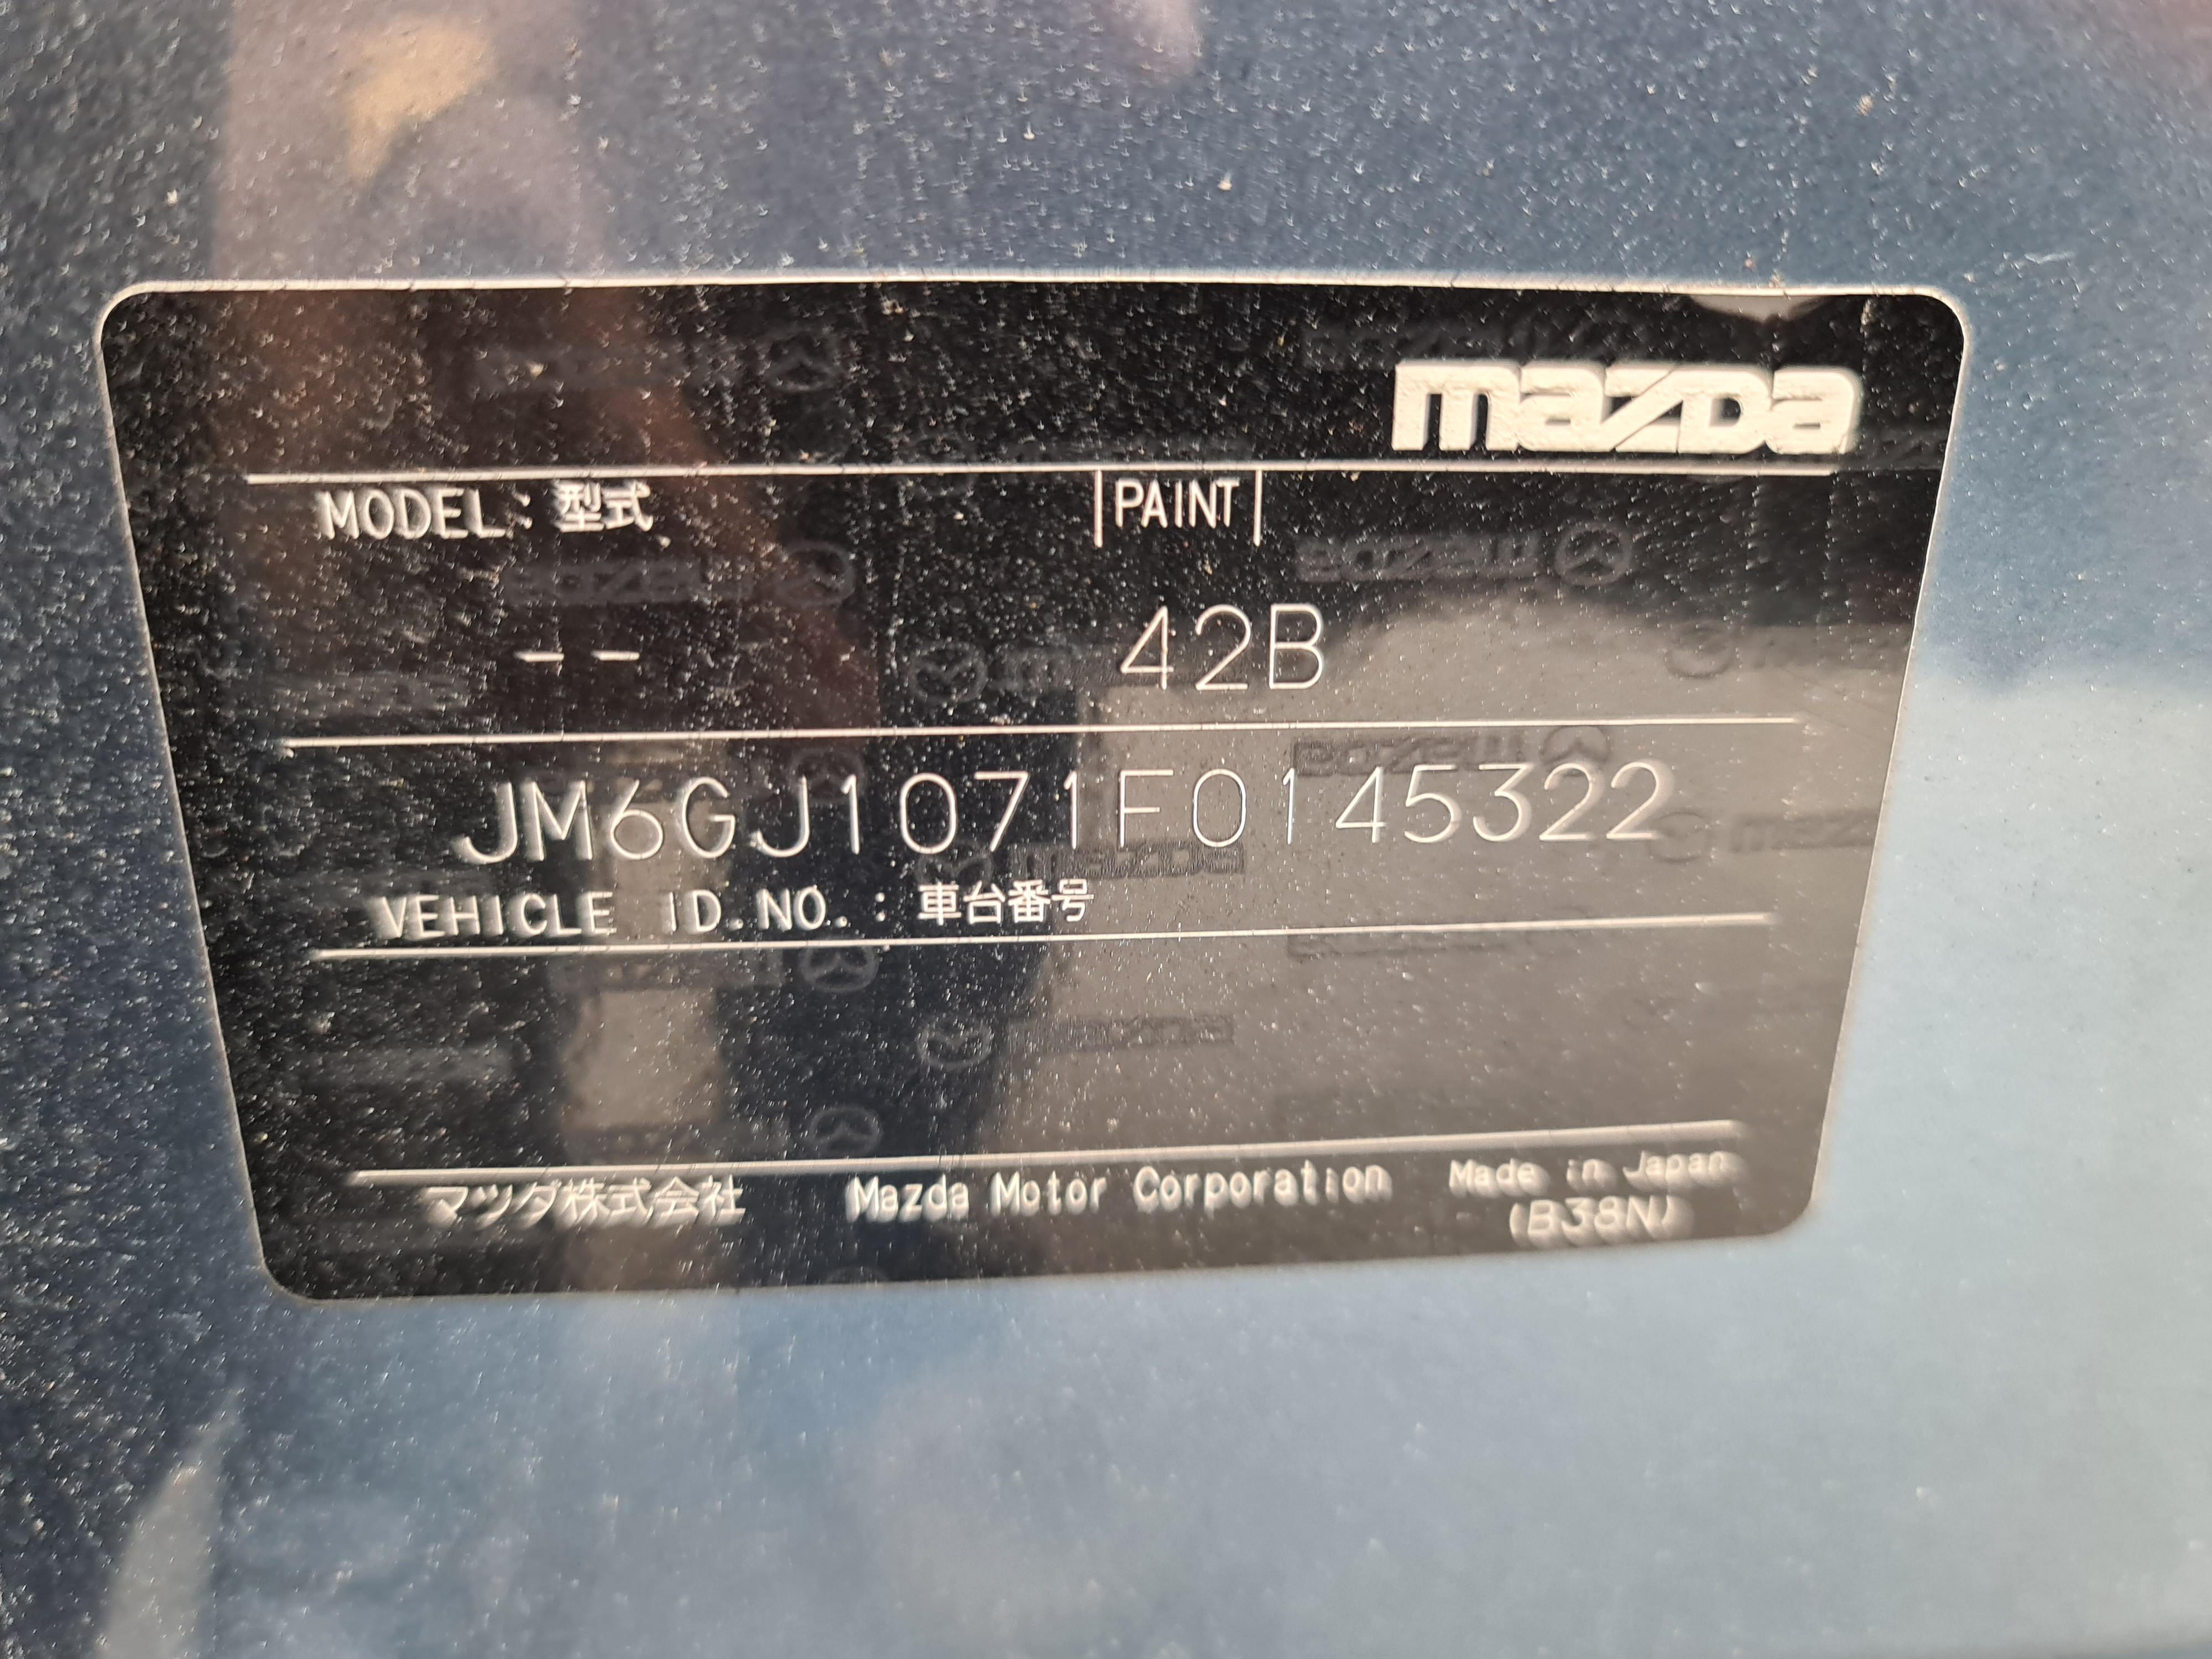 mazda
MODEL: 型式 PAINT
-- 42B
JM6GJ1071F0145322
VEHICLE ID.NO.: 車台番号
マツダ株式会社 Mazda Motor Corporation Made in Japan
(B38N)